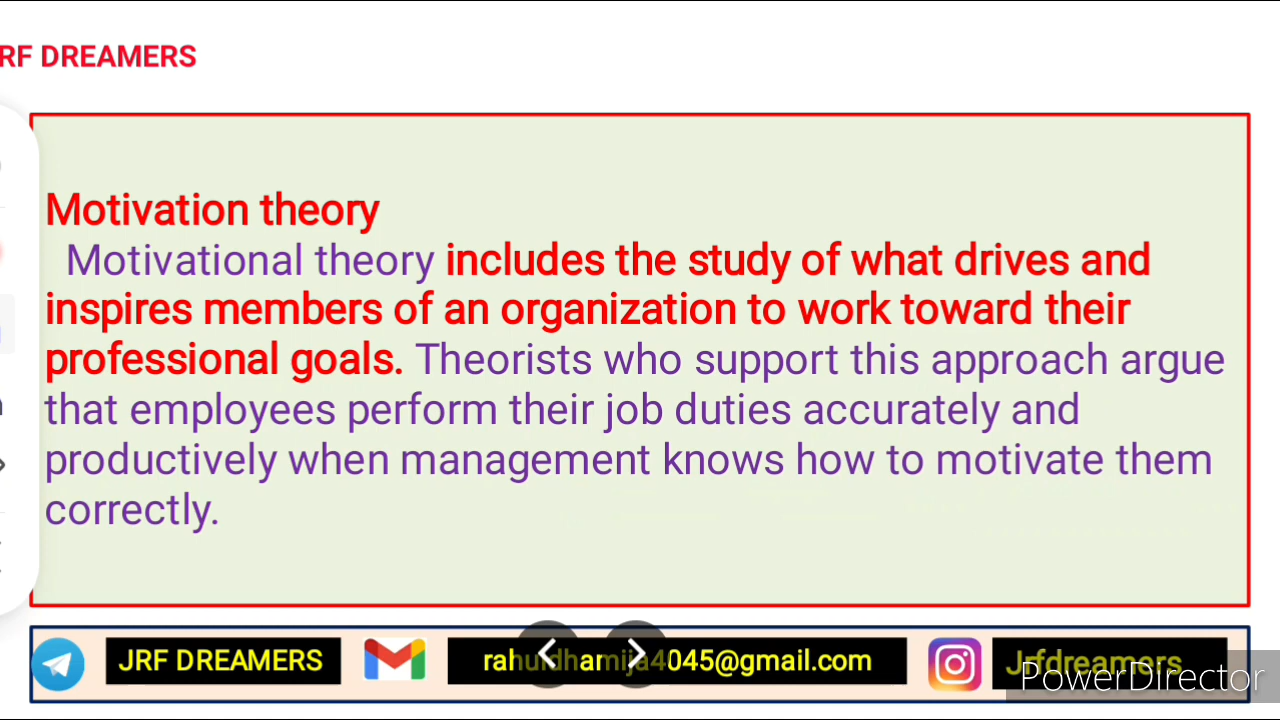 RF DREAMERS
Motivation theory
Motivational theory includes the study of what drives and
inspires members of an organization to work toward their
professional goals. Theorists who support this approach argue
that employees perform their job duties accurately and
productively when management knows how to motivate them
correctly.
JRF DREAMERS
rahuldhamija4045@gmail.com
Jrfdreamers
PowerDirector